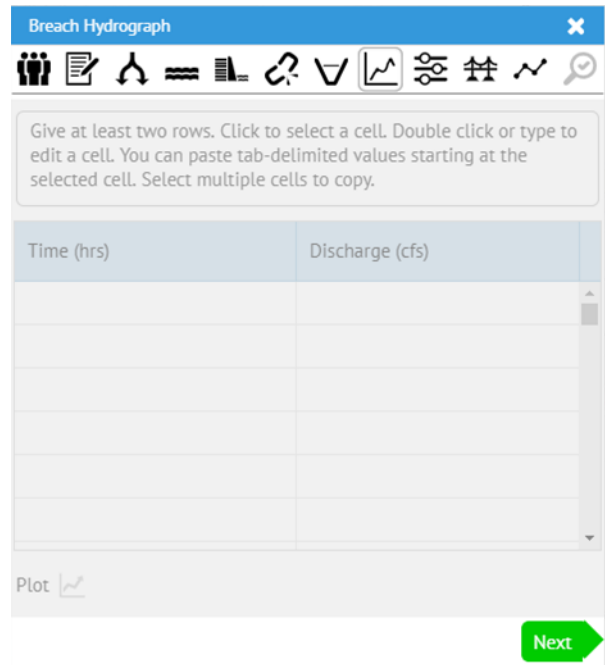 Breach Hydrograph
Give at least two rows. Click to select a cell. Double click or type to
edit a cell. You can paste tab-delimited values starting at the
selected cell. Select multiple cells to copy.
Time (hrs) Discharge (cfs)
Plot
Next